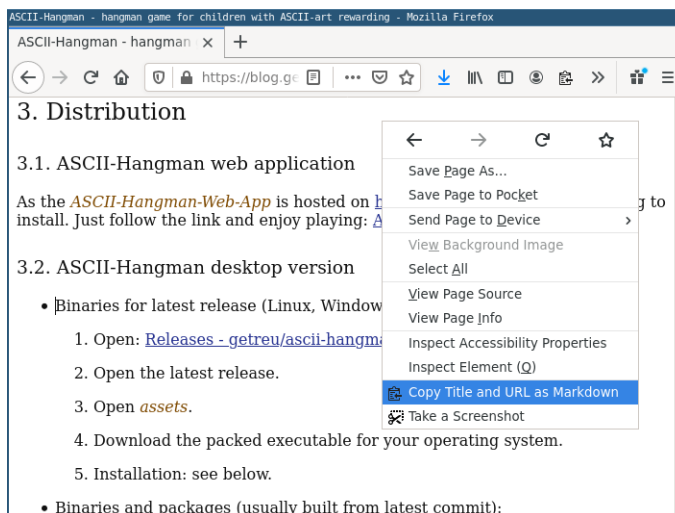 ASCII-Hangman - hangman game for children with ASCII-art rewarding - Mozilla Firefox
ASCII-Hangman - hangman
https://blog.ge
3. Distribution
3.1. ASCII-Hangman web application
As the ASCII-Hangman-Web-App is hosted on h
g to
install. Just follow the link and enjoy playing: A
3.2. ASCII-Hangman desktop version
• Binaries for latest release (Linux, Window
1. Open: Releases - getreu/ascii-hangma
2. Open the latest release.
3. Open assets.
4. Download the packed executable for your operating system.
5. Installation: see below.
• Binaries and packages (usually built from latest commit):
Save Page As...
Save Page to Pocket
Send Page to Device
View Background Image
Select All
View Page Source
View Page Info
Inspect Accessibility Properties
Inspect Element (Q)
Copy Title and URL as Markdown
Take a Screenshot